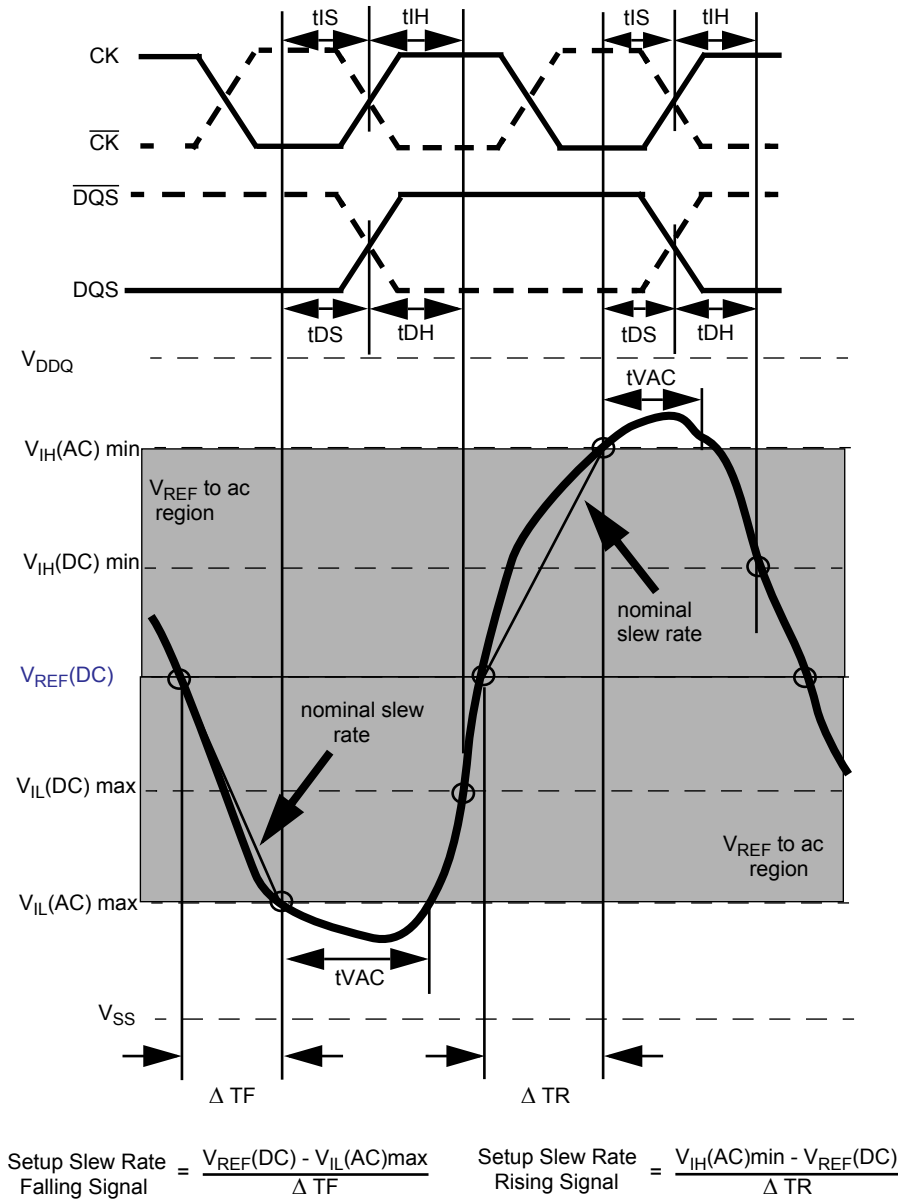 tIS tIH tIS tIH
CK
C̅K̅
D̅Q̅S̅
DQS
tDS tDH tDS tDH
VDDQ
tVAC
VIH(AC) min
VREF to ac
region
VIH(DC) min
nominal
slew rate
VREF(DC)
nominal slew
rate
VIL(DC) max
VREF to ac
region
VIL(AC) max
tVAC
VSS
Δ TF Δ TR
Setup Slew Rate
Falling Signal
=
VREF(DC) - VIL(AC)max
Δ TF
Setup Slew Rate
Rising Signal
=
VIH(AC)min - VREF(DC)
Δ TR